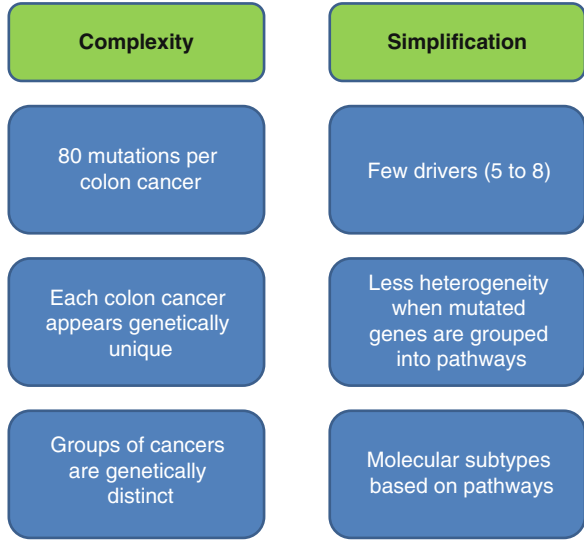 Complexity
Simplification
80 mutations per
colon cancer
Few drivers (5 to 8)
Each colon cancer
appears genetically
unique
Less heterogeneity
when mutated
genes are grouped
into pathways
Groups of cancers
are genetically
distinct
Molecular subtypes
based on pathways